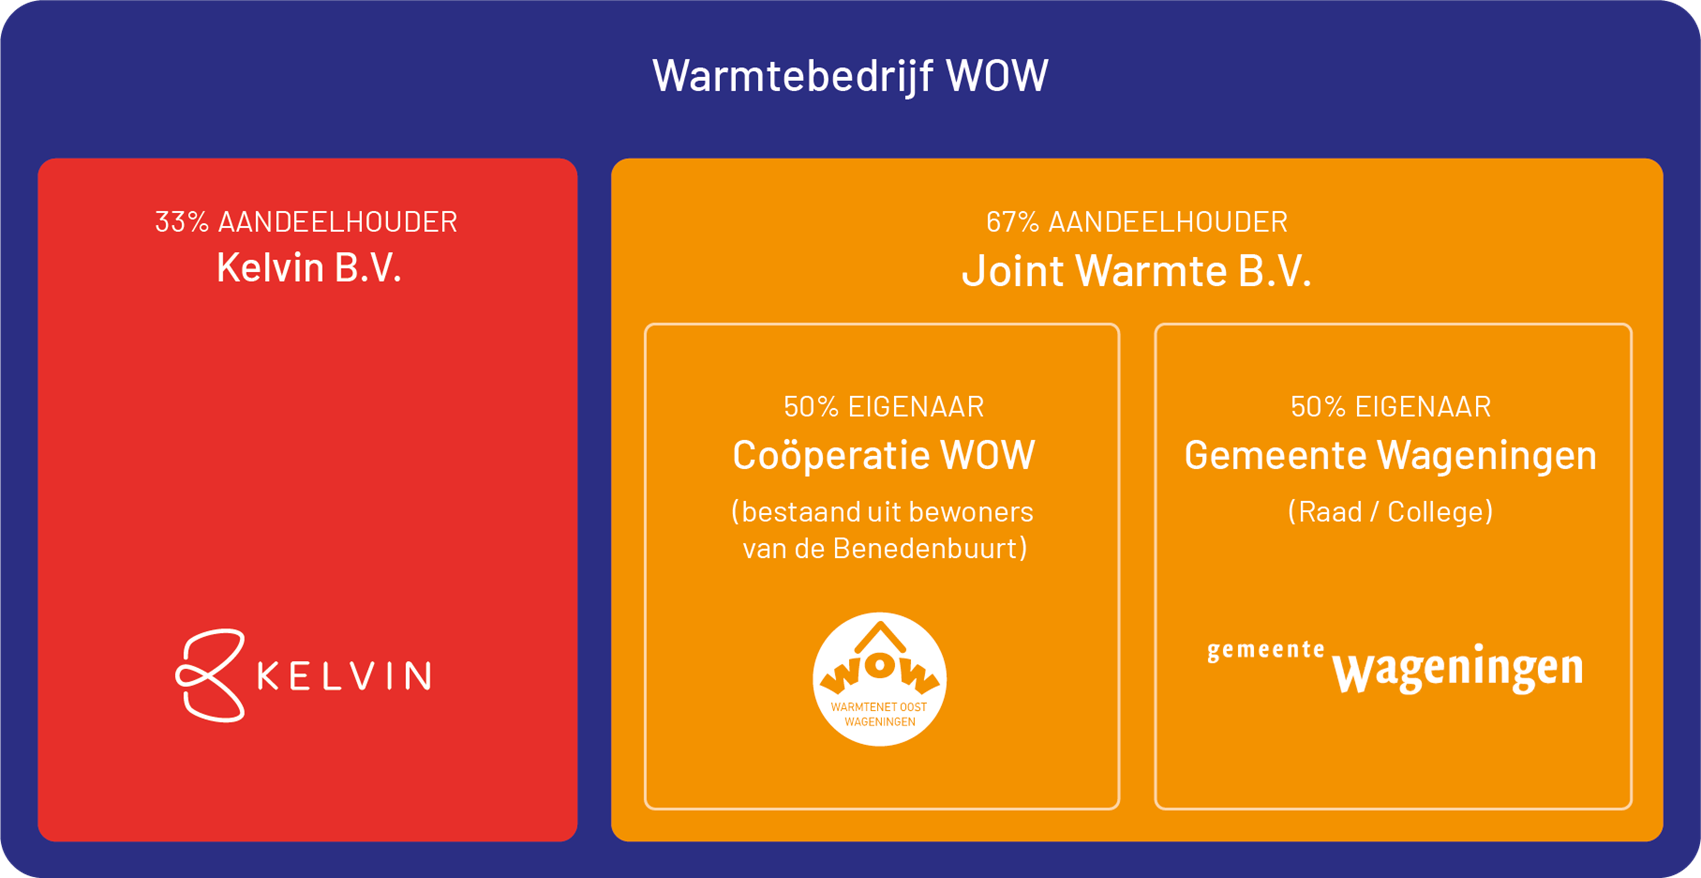 Warmtebedrijf WOW
33% AANDEELHOUDER
Kelvin B.V.
KELVIN
67% AANDEELHOUDER
Joint Warmte B.V.
50% EIGENAAR
Coöperatie WOW
(bestaand uit bewoners
van de Benedenbuurt)
WOW
WARMTENET OOST
WAGENINGEN
50% EIGENAAR
Gemeente Wageningen
(Raad / College)
gemeente wageningen